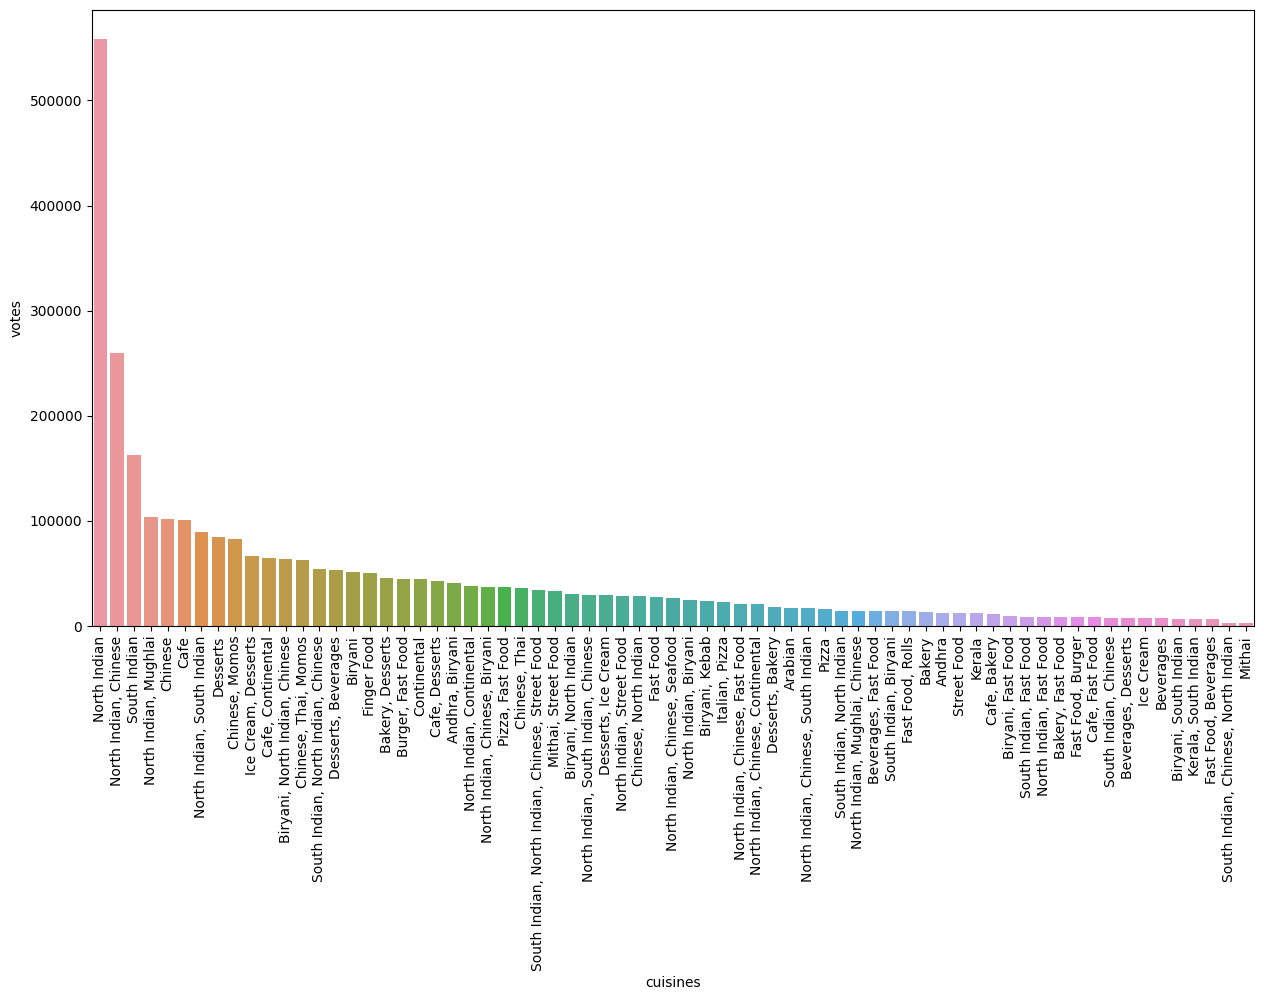 500000
400000
300000
200000
100000
0
votes
North Indian
North Indian, Chinese
South Indian
North Indian, Mughlai
Chinese
Cafe
North Indian, South Indian
Desserts
Chinese, Momos
Ice Cream, Desserts
Cafe, Continental
Biryani, North Indian, Chinese
Chinese, Thai, Momos
South Indian, North Indian, Chinese
Desserts, Beverages
Biryani
Finger Food
Bakery, Desserts
Burger, Fast Food
Continental
Cafe, Desserts
Andhra, Biryani
North Indian, Continental
North Indian, Chinese, Biryani
Pizza, Fast Food
Chinese, Thai
South Indian, North Indian, Chinese, Street Food
Mithai, Street Food
Biryani, North Indian
North Indian, South Indian, Chinese
Desserts, Ice Cream
North Indian, Street Food
Chinese, North Indian
Fast Food
North Indian, Chinese, Seafood
North Indian, Biryani
Biryani, Kebab
Italian, Pizza
North Indian, Chinese, Fast Food
North Indian, Chinese, Continental
Desserts, Bakery
Arabian
North Indian, Chinese, South Indian
Pizza
South Indian, North Indian
North Indian, Mughlai, Chinese
Beverages, Fast Food
South Indian, Biryani
Fast Food, Rolls
Bakery
Andhra
Street Food
Kerala
Cafe, Bakery
Biryani, Fast Food
South Indian, Fast Food
North Indian, Fast Food
Bakery, Fast Food
Fast Food, Burger
Cafe, Fast Food
South Indian, Chinese
Beverages, Desserts
Ice Cream
Beverages
Biryani, South Indian
Kerala, South Indian
Fast Food, Beverages
South Indian, Chinese, North Indian
Mithai
cuisines